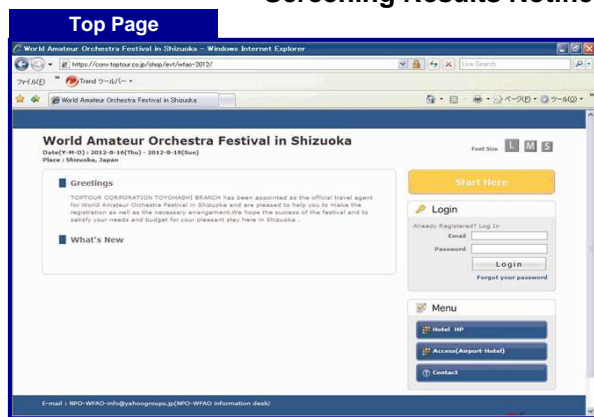 Top Page
World Amateur Orchestra Festival in Shizuoka - Windows Internet Explorer
https://conv.toptour.co.jp/shop/evt/wfao-2012/
Live Search
ファイル(F) » Trend ツールバー
World Amateur Orchestra Festival in Shizuoka
ページ(P) ツール(O) »
World Amateur Orchestra Festival in Shizuoka
Date(Y-M-D) : 2012-8-16(Thu) - 2012-8-19(Sun)
Place : Shizuoka, Japan
Font Size L M S
Greetings
TOPTOUR CORPORATION TOYOHASHI BRANCH has been appointed as the official travel agent
for World Amateur Orchestra Festival in Shizuoka and are pleased to help you to make the
registration as well as the necessary arrangement.We hope the success of the festival and to
satisfy your needs and budget for your pleasant stay here in Shizuoka .
What's New
Start Here
Login
Already Registered? Log In
Email
Password
Login
Forgot your password
Menu
Hotel HP
Access(Airport-Hotel)
Contact
E-mail : NPO-WFAO-info@yahoogroups.jp(NPO-WFAO information desk)